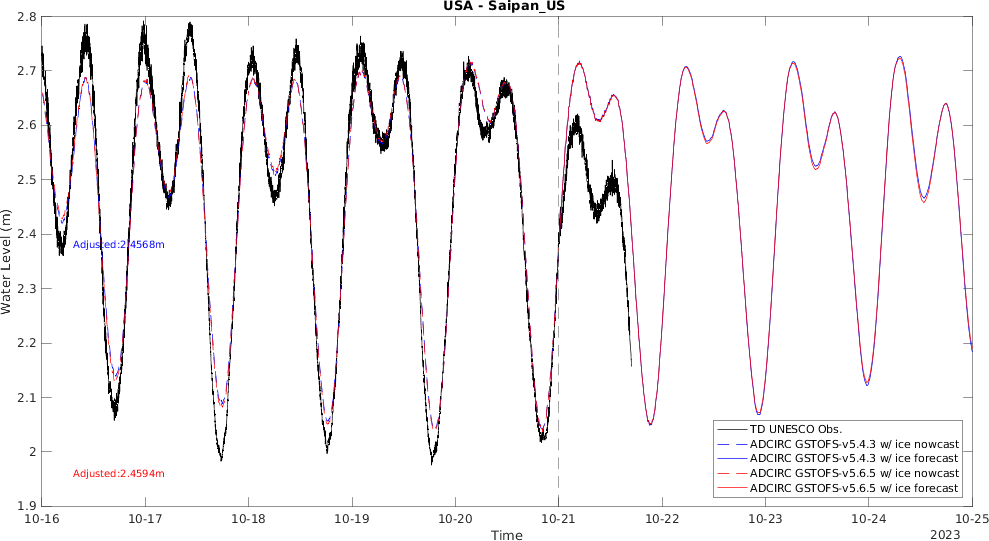 USA - Saipan_US
2.8
2.7
2.6
2.5
2.4
2.3
2.2
2.1
2
1.9
Water Level (m)
Adjusted:2.4568m
Adjusted:2.4594m
TD UNESCO Obs.
ADCIRC GSTOFS-v5.4.3 w/ ice nowcast
ADCIRC GSTOFS-v5.4.3 w/ ice forecast
ADCIRC GSTOFS-v5.6.5 w/ ice nowcast
ADCIRC GSTOFS-v5.6.5 w/ ice forecast
10-16 10-17 10-18 10-19 10-20 10-21 10-22 10-23 10-24 10-25
Time
2023